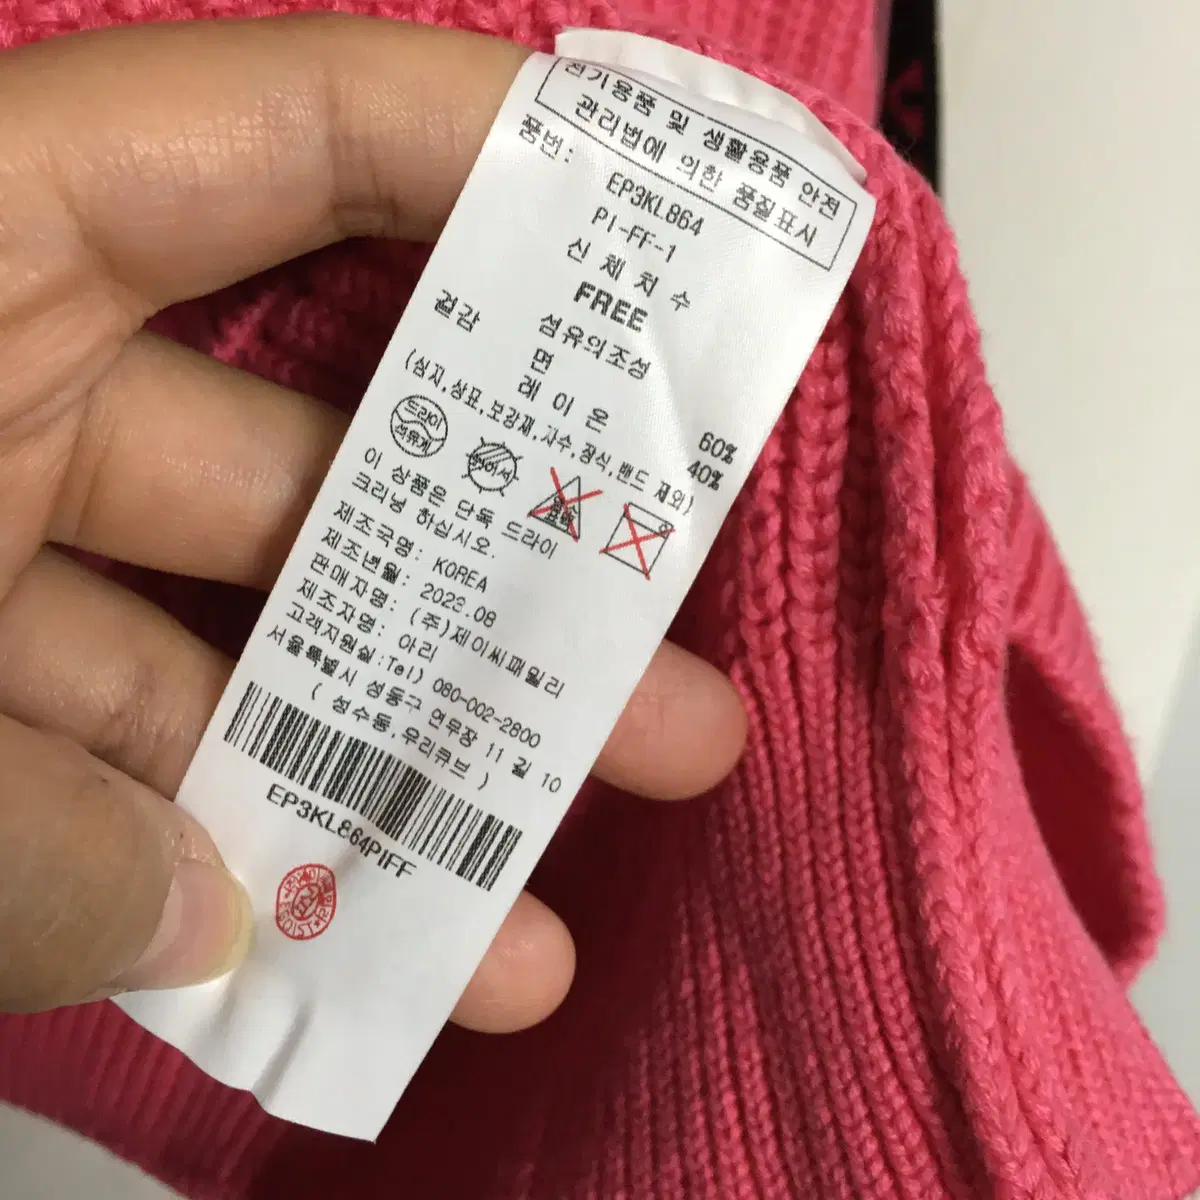 전기용품 및 생활용품 안전
관리법에 의한 품질표시
품번:
EP3KL864
PI-FF-1
신 체 치 수
FREE
섬유의조성
겉감
면 60%
레 이 온 40%
(심지,상표,보강재,자수,장식,밴드 제외)
드라이
석유계
이 상품은 단독 드라이
크리닝 하십시오.
제조국명: KOREA
제조년월: 2023.08
판매자명: (주)제이씨패밀리
제조자명: 아리
고객지원실:Tel) 080-002-2800
서울특별시 성동구 연무장 11 길 10
( 성수동,우리큐브 )
EP3KL864PIFF
EGOIST